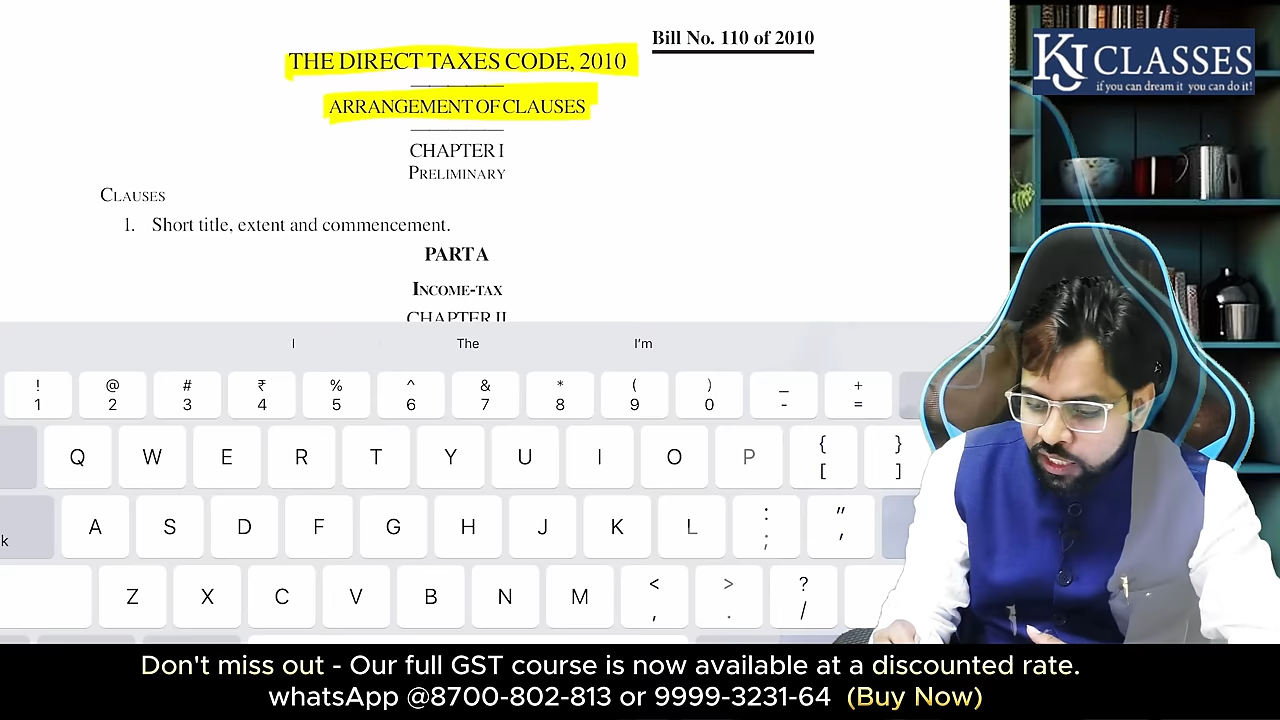 Bill No. 110 of 2010
THE DIRECT TAXES CODE, 2010
ARRANGEMENT OF CLAUSES
CHAPTER I
PRELIMINARY
CLAUSES
1. Short title, extent and commencement.
PART A
INCOME-TAX
CHAPTER II
KJ CLASSES
if you can dream it you can do it!
I The I'm
! @ # ₹ % ^ & * ( ) _ +
1 2 3 4 5 6 7 8 9 0 - =
Q W E R T Y U I O P { }
[ ]
A S D F G H J K L : "
k ; '
Z X C V B N M < > ?
, . /
Don't miss out - Our full GST course is now available at a discounted rate.
whatsApp @8700-802-813 or 9999-3231-64 (Buy Now)